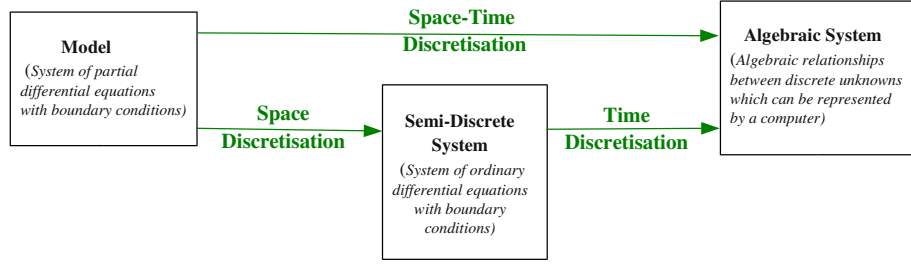 Model
(System of partial
differential equations
with boundary conditions)
Space-Time
Discretisation
Algebraic System
(Algebraic relationships
between discrete unknowns
which can be represented
by a computer)
Space
Discretisation
Semi-Discrete
System
(System of ordinary
differential equations
with boundary
conditions)
Time
Discretisation